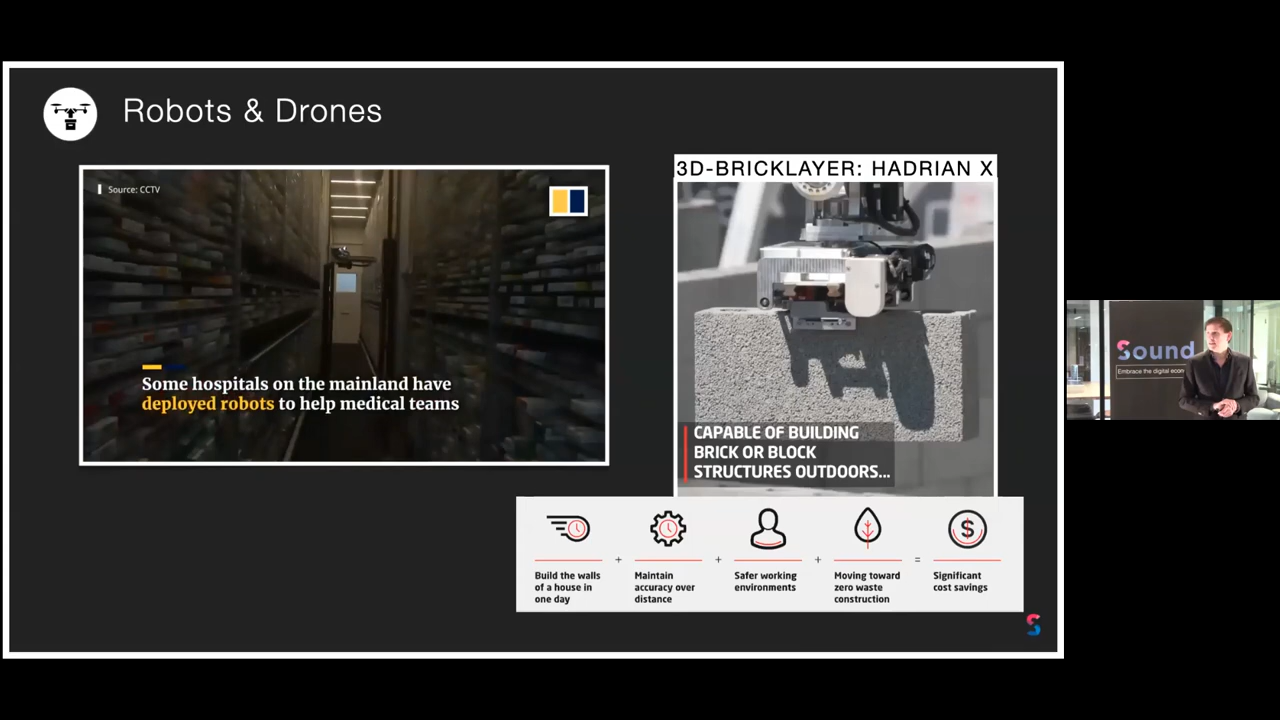 Robots & Drones
Source: CCTV
Some hospitals on the mainland have
deployed robots to help medical teams
3D-BRICKLAYER: HADRIAN X
CAPABLE OF BUILDING
BRICK OR BLOCK
STRUCTURES OUTDOORS...
Build the walls
of a house in
one day
+
Maintain
accuracy over
distance
+
Safer working
environments
+
Moving toward
zero waste
construction
=
$
Significant
cost savings
S
Sound
Embrace the digital